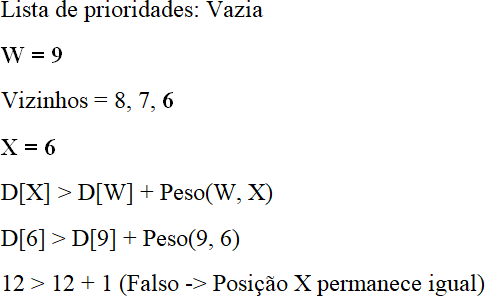 Lista de prioridades: Vazia
W = 9
Vizinhos = 8, 7, 6
X = 6
D[X] > D[W] + Peso(W, X)
D[6] > D[9] + Peso(9, 6)
12 > 12 + 1 (Falso -> Posição X permanece igual)